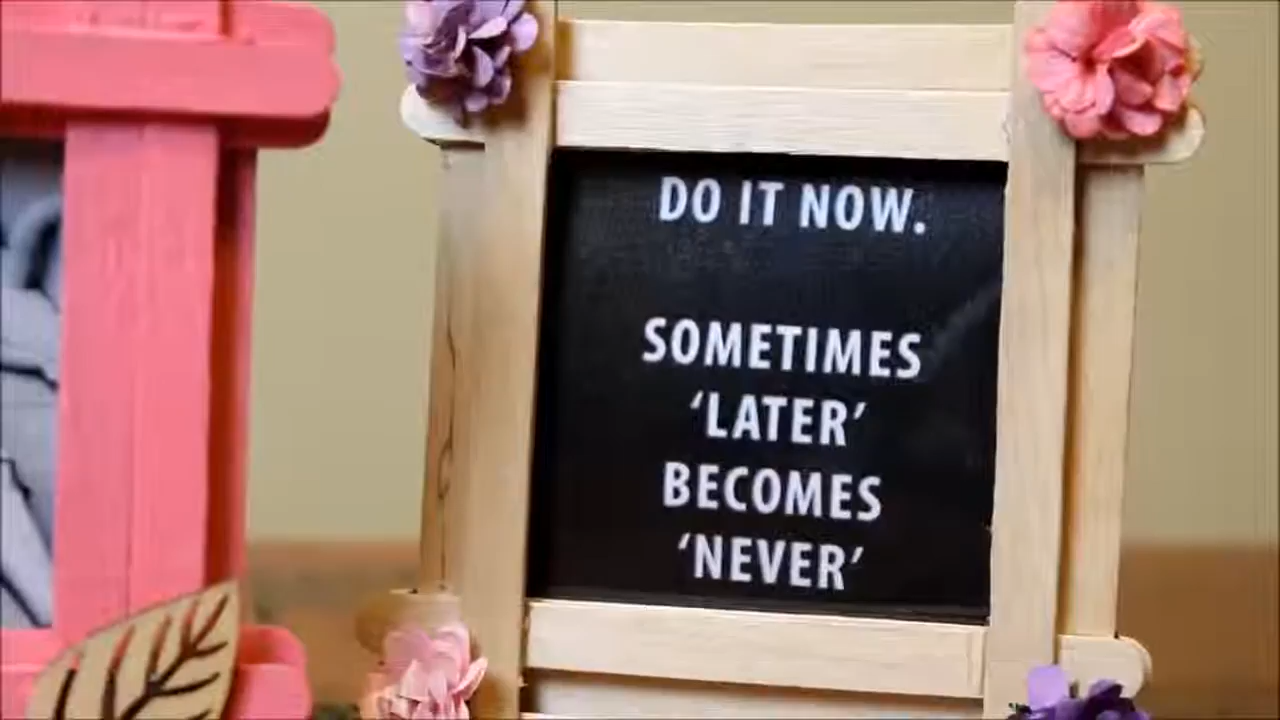 DO IT NOW.
SOMETIMES
‘LATER’
BECOMES
‘NEVER’